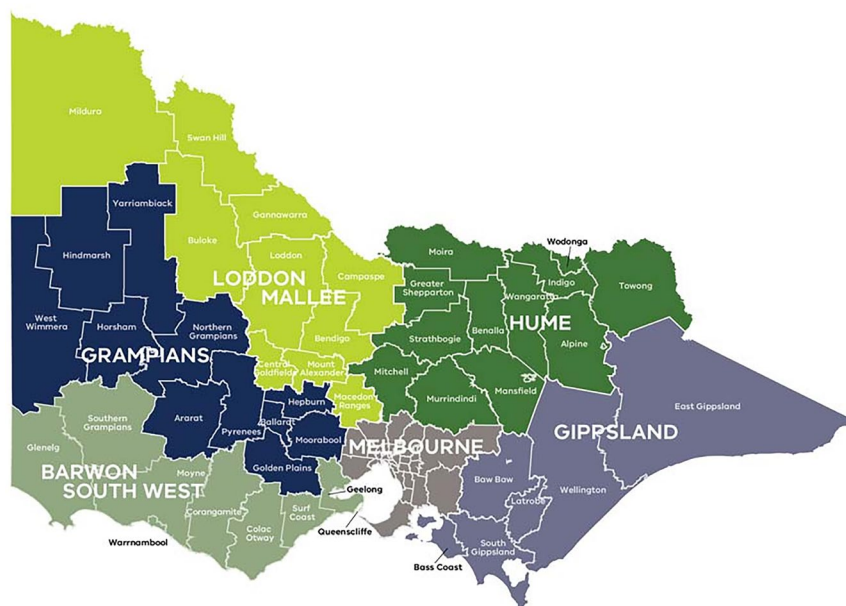 Mildura
Swan Hill
Yarriambiack
Gannawarra
Buloke
Hindmarsh
Loddon
Campaspe
LODDON
MALLEE
Moira
Wodonga
Greater
Shepparton
Indigo
Towong
Wangaratta
HUME
West
Wimmera
Horsham
Northern
Grampians
GRAMPIANS
Bendigo
Strathbogie
Benalla
Alpine
Central
Goldfields
Mount
Alexander
Mitchell
Mansfield
Murrindindi
Macedon
Ranges
Hepburn
Ballarat
Moorabool
Southern
Grampians
Ararat
Pyrenees
East Gippsland
MELBOURNE
GIPPSLAND
Glenelg
BARWON
SOUTH WEST
Moyne
Golden Plains
Geelong
Baw Baw
Wellington
Latrobe
Corangamite
Surf
Coast
Colac
Otway
Queenscliffe
Warrnambool
South
Gippsland
Bass Coast